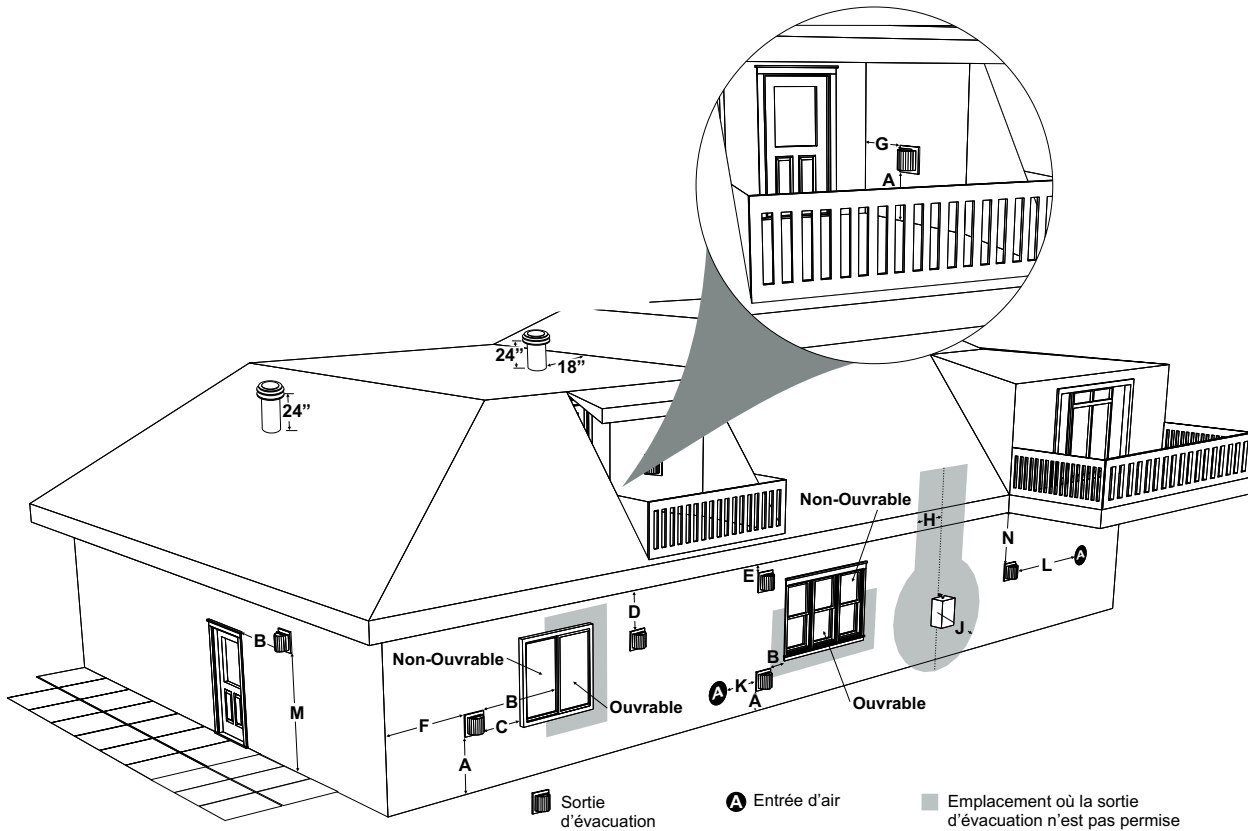 G
A
24”
18”
24”
Non-Ouvrable
H
N
L
A
E
D
J
B
Non-Ouvrable
B
B
K
A
A
Ouvrable
Ouvrable
M
F
C
A
Sortie
d’évacuation
A Entrée d’air
Emplacement où la sortie
d’évacuation n’est pas permise